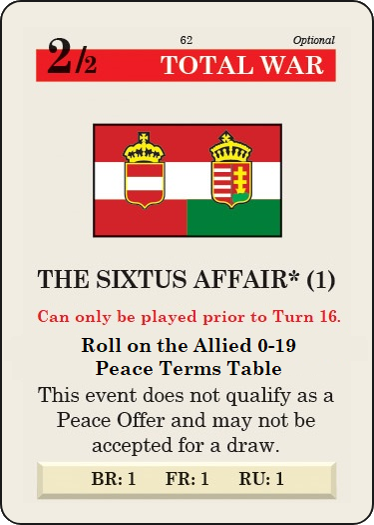 62 Optional
2/2 TOTAL WAR
THE SIXTUS AFFAIR* (1)
Can only be played prior to Turn 16.
Roll on the Allied 0-19
Peace Terms Table
This event does not qualify as a
Peace Offer and may not be
accepted for a draw.
BR: 1 FR: 1 RU: 1